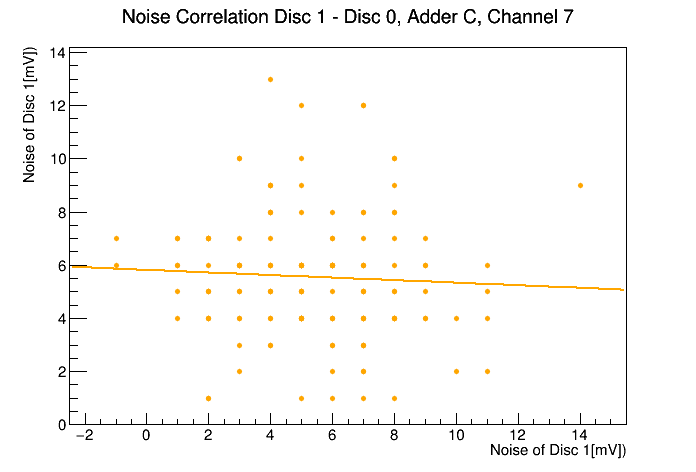 Noise Correlation Disc 1 - Disc 0, Adder C, Channel 7
Noise of Disc 1[mV])
14
12
10
8
6
4
2
0
−2 0 2 4 6 8 10 12 14
Noise of Disc 1[mV])